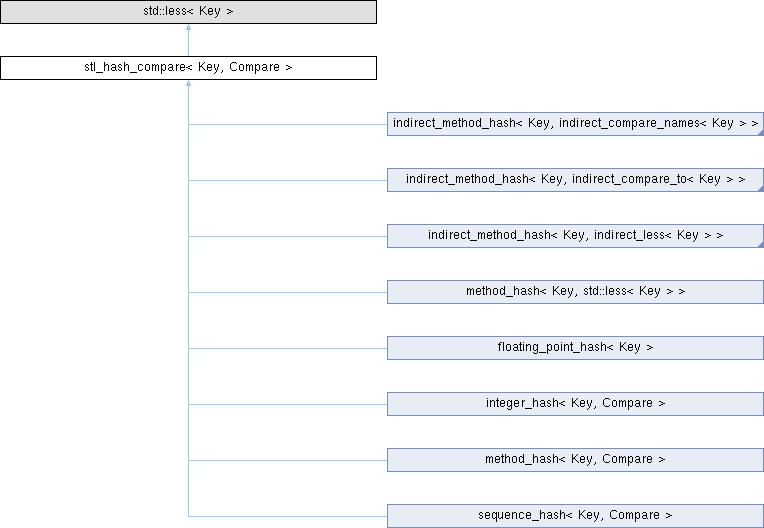 std::less< Key >
stl_hash_compare< Key, Compare >
indirect_method_hash< Key, indirect_compare_names< Key > >
indirect_method_hash< Key, indirect_compare_to< Key > >
indirect_method_hash< Key, indirect_less< Key > >
method_hash< Key, std::less< Key > >
floating_point_hash< Key >
integer_hash< Key, Compare >
method_hash< Key, Compare >
sequence_hash< Key, Compare >